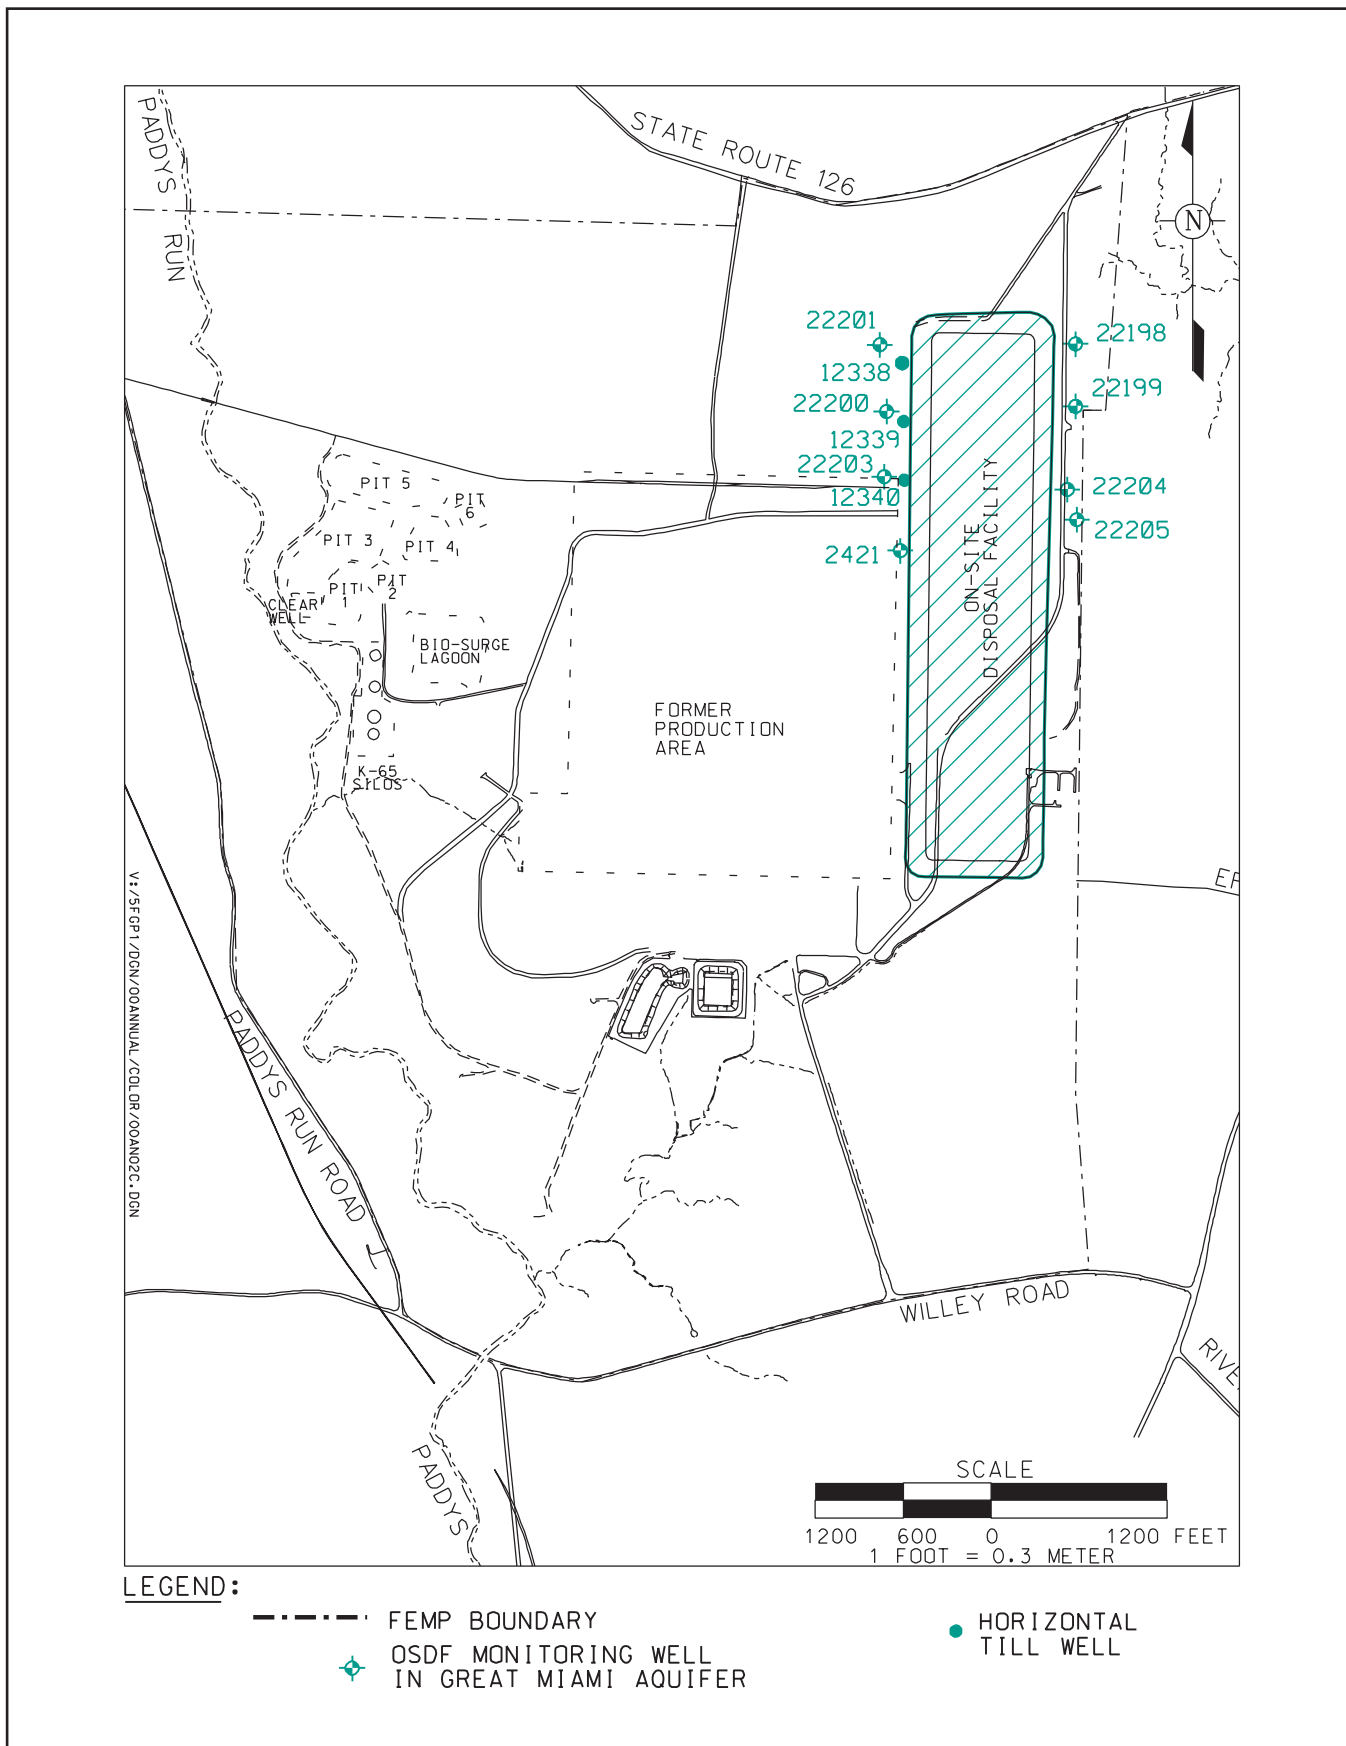 STATE ROUTE 126
PADDYS RUN
N
22201
22198
12338
22200
22199
12339
22203
12340
22204
22205
2421
PIT 5
PIT
6
PIT 3
PIT 4
PIT
1
PIT
2
CLEAR
WELL
BIO-SURGE
LAGOON
ON-SITE
DISPOSAL FACILITY
FORMER
PRODUCTION
AREA
K-65
SILOS
V:/5FGP1/DGN/OOANNUAL/COLOR/OOAN02C.DGN
PADDYS RUN ROAD
WILLEY ROAD
PADDYS
SCALE
1200 600 0 1200 FEET
1 FOOT = 0.3 METER
LEGEND:
FEMP BOUNDARY
OSDF MONITORING WELL
IN GREAT MIAMI AQUIFER
HORIZONTAL
TILL WELL